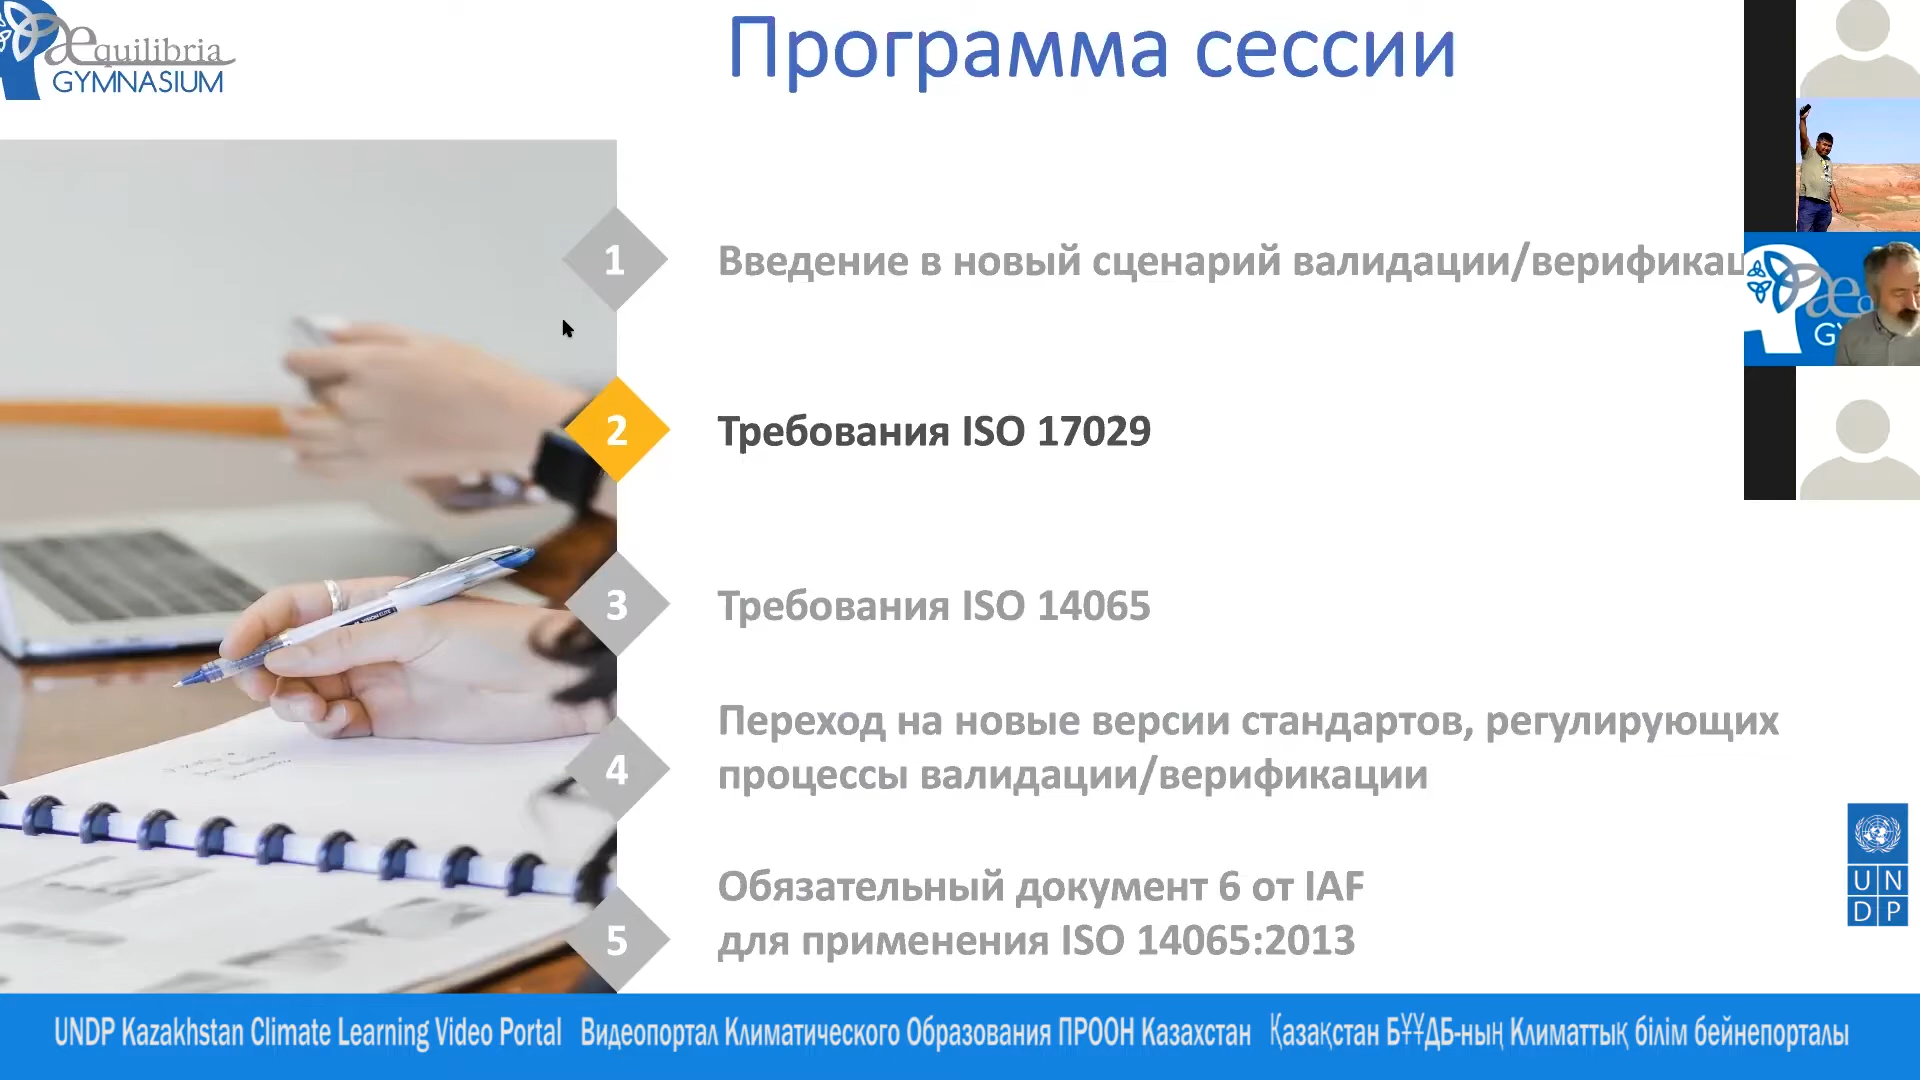 Æquilibria
GYMNASIUM
Программа сессии
1
Введение в новый сценарий валидации/верификац
2
Требования ISO 17029
3
Требования ISO 14065
4
Переход на новые версии стандартов, регулирующих
процессы валидации/верификации
5
Обязательный документ 6 от IAF
для применения ISO 14065:2013
UN
DP
UNDP Kazakhstan Climate Learning Video Portal Видеопортал Климатического Образования ПРООН Казахстан Қазақстан БҰҰДБ-ның Климаттық білім бейнепорталы